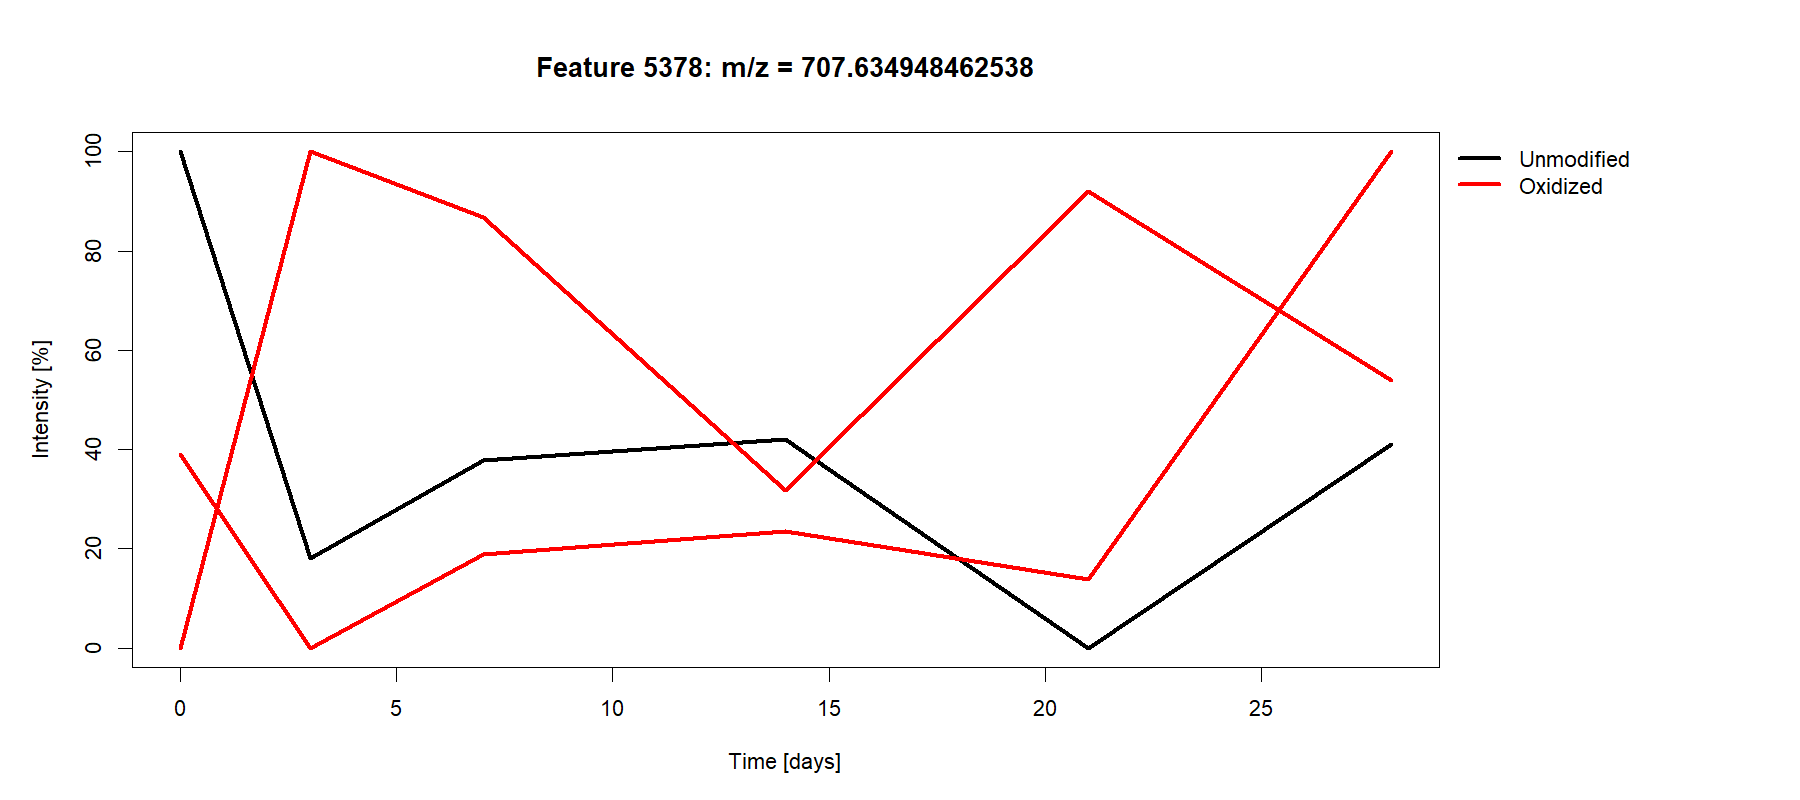 Feature 5378: m/z = 707.634948462538
Unmodified
Oxidized
100
80
60
40
20
0
Intensity [%]
0 5 10 15 20 25
Time [days]